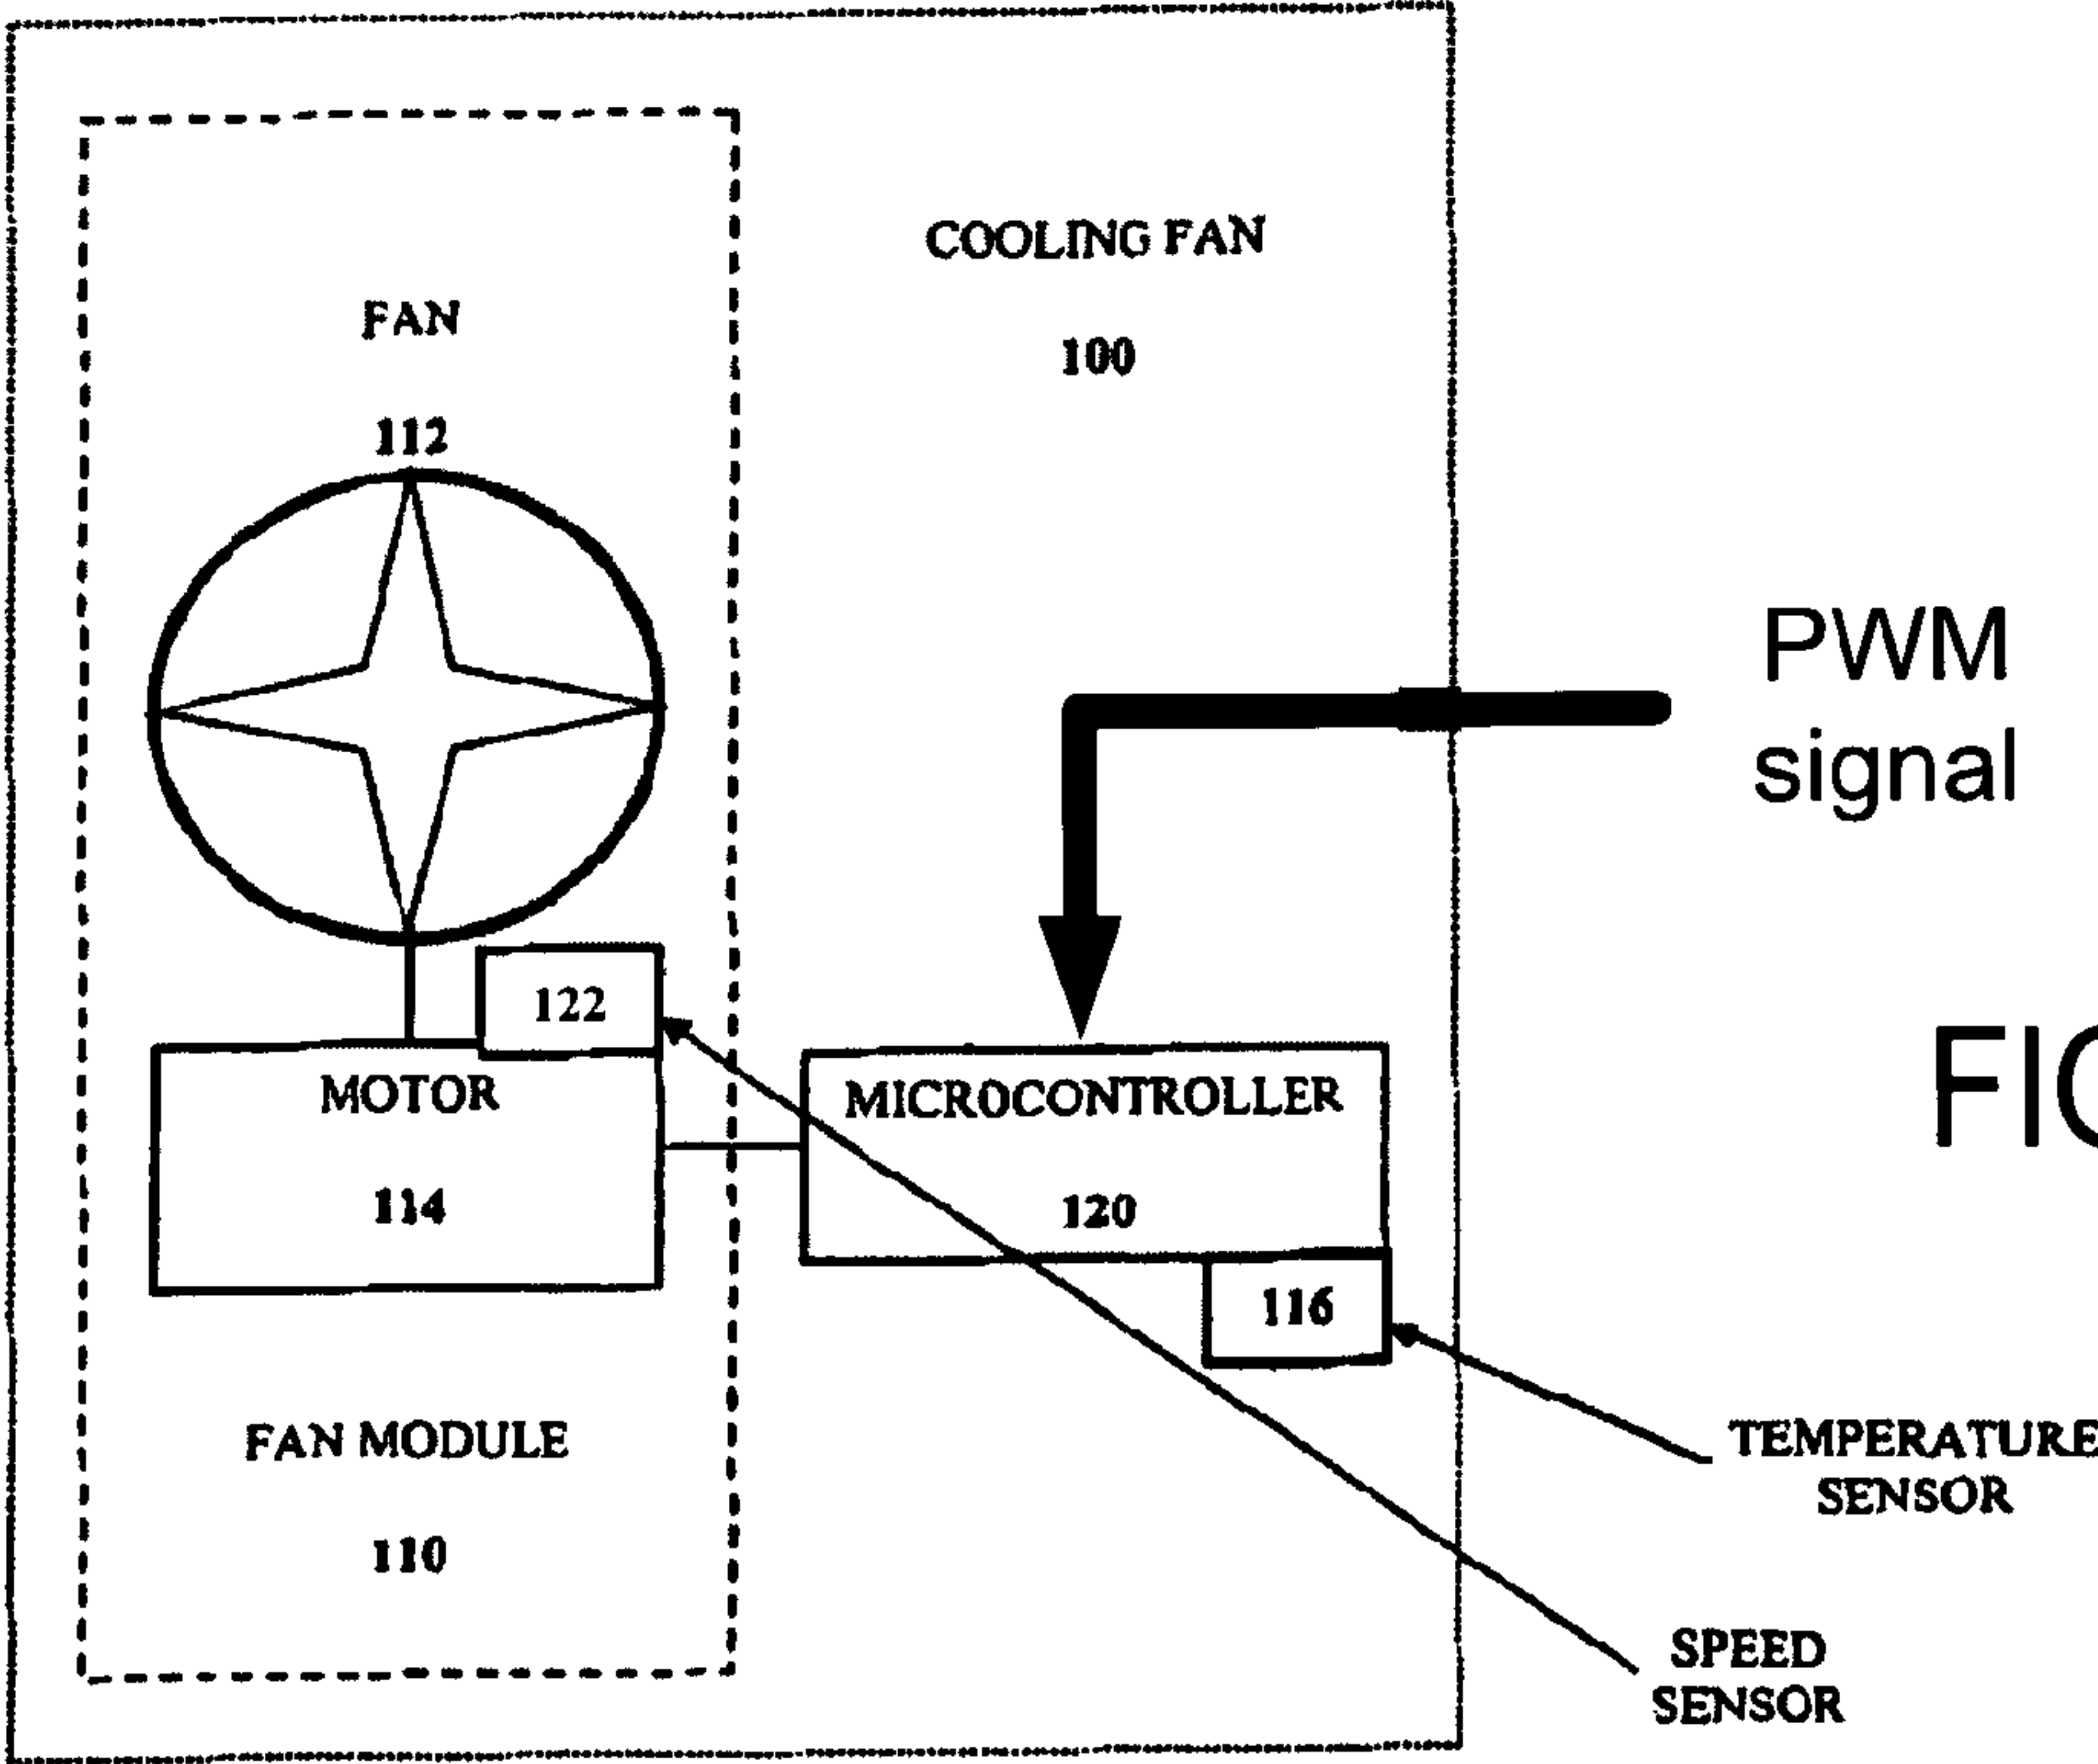 COOLING FAN
100
FAN
112
PWM
signal
122
MOTOR
114
MICROCONTROLLER
120
116
FIG
TEMPERATURE
SENSOR
FAN MODULE
110
SPEED
SENSOR